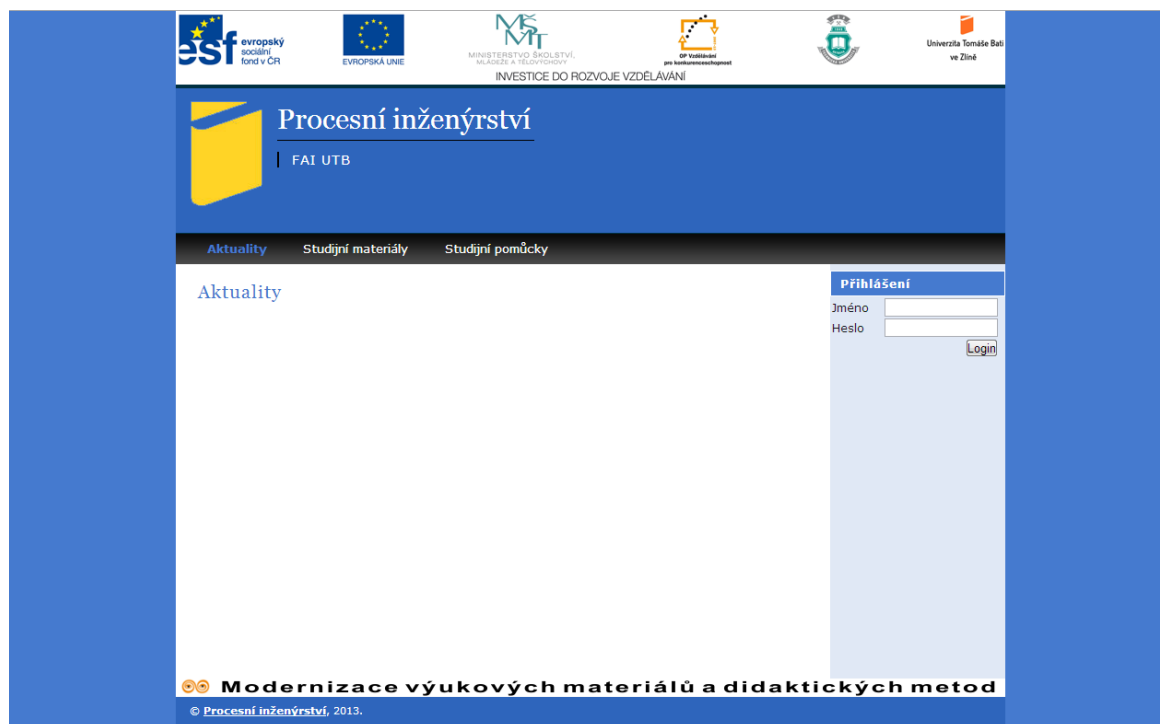 esf evropský
sociální
fond v ČR
EVROPSKÁ UNIE
MŠMT
MINISTERSTVO ŠKOLSTVÍ,
MLÁDEŽE A TĚLOVÝCHOVY
OP Vzdělávání
pro konkurenceschopnost
Univerzita Tomáše Bati
ve Zlíně
INVESTICE DO ROZVOJE VZDĚLÁVÁNÍ
Procesní inženýrství
FAI UTB
Aktuality Studijní materiály Studijní pomůcky
Aktuality
Přihlášení
Jméno
Heslo
Login
Modernizace výukových materiálů a didaktických metod
© Procesní inženýrství, 2013.